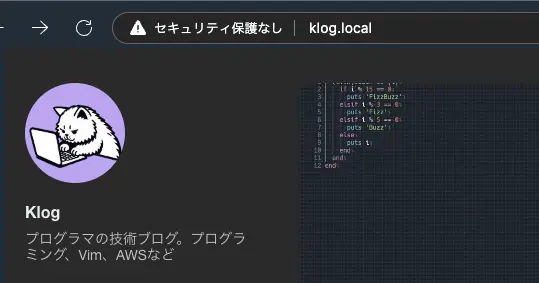 セキュリティ保護なし
klog.local
2 if i % 15 == 0:
3 puts 'FizzBuzz'
4 elsif i % 3 == 0:
5 puts 'Fizz'
6 elsif i % 5 == 0:
7 puts 'Buzz'
8 else:
9 puts i
10 end
11 end
12 end
Klog
プログラマの技術ブログ。プログラ
ミング、Vim、AWSなど